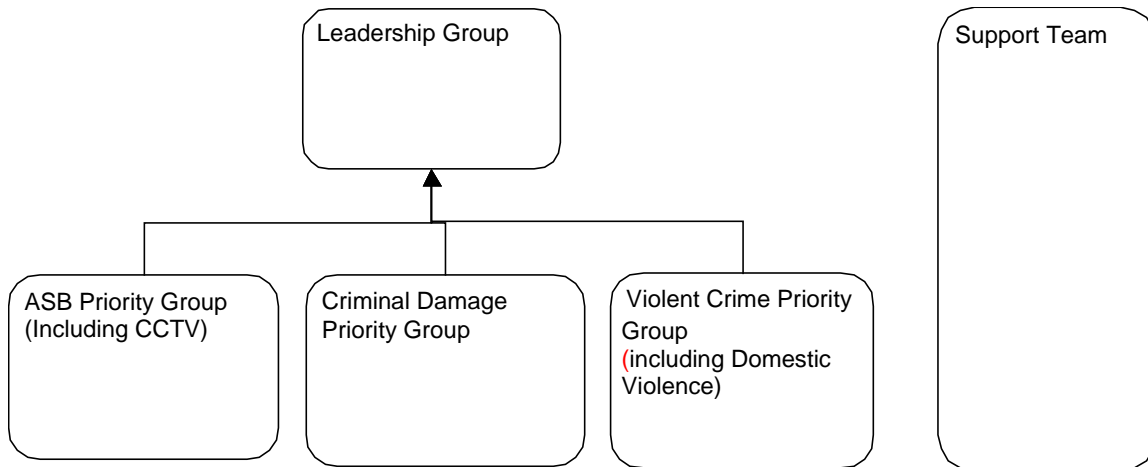 Leadership Group
Support Team
ASB Priority Group
(Including CCTV)
Criminal Damage
Priority Group
Violent Crime Priority
Group
(including Domestic
Violence)